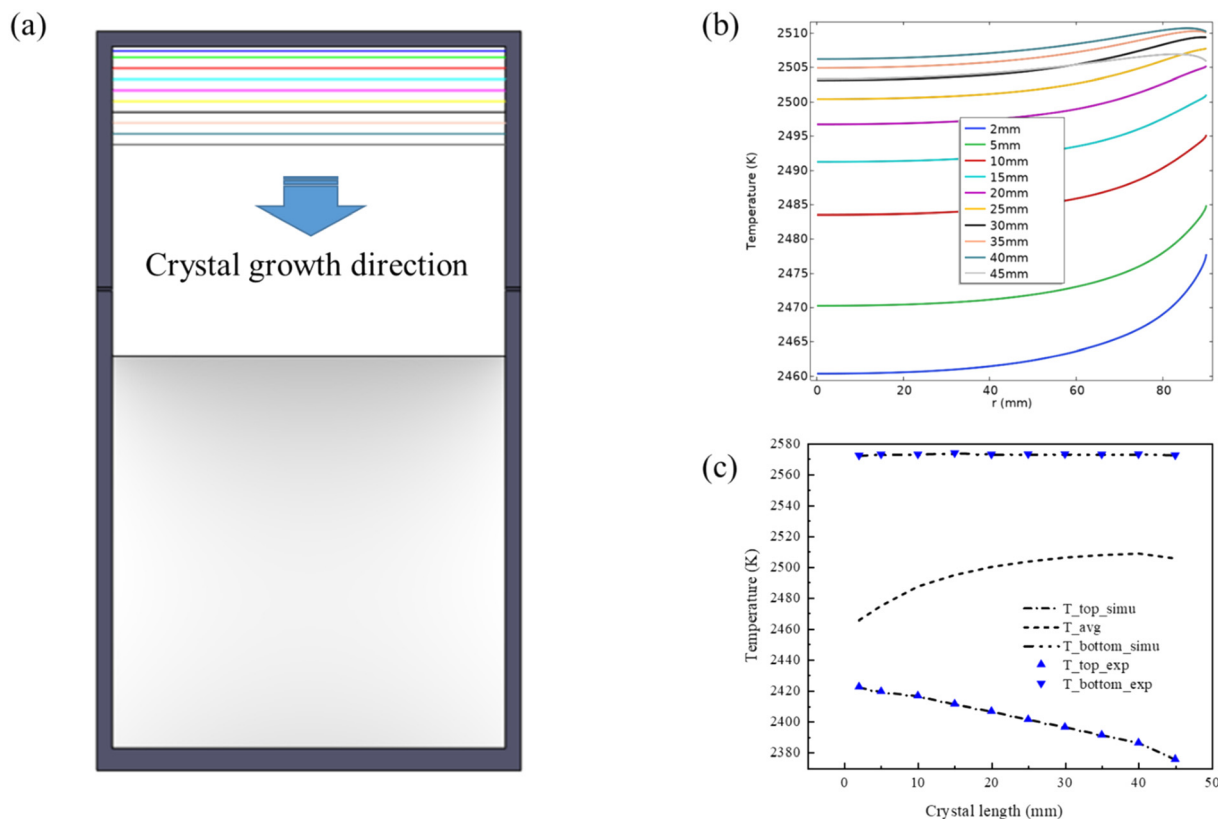 (a)
Crystal growth direction
(b)
2510
2505
2500
2495
2490
2485
2480
2475
2470
2465
2460
Temperature (K)
2mm
5mm
10mm
15mm
20mm
25mm
30mm
35mm
40mm
45mm
0 20 40 60 80
r (mm)
(c)
2580
2560
2540
2520
2500
2480
2460
2440
2420
2400
2380
Temperature (K)
T_top_simu
T_avg
T_bottom_simu
T_top_exp
T_bottom_exp
0 10 20 30 40 50
Crystal length (mm)